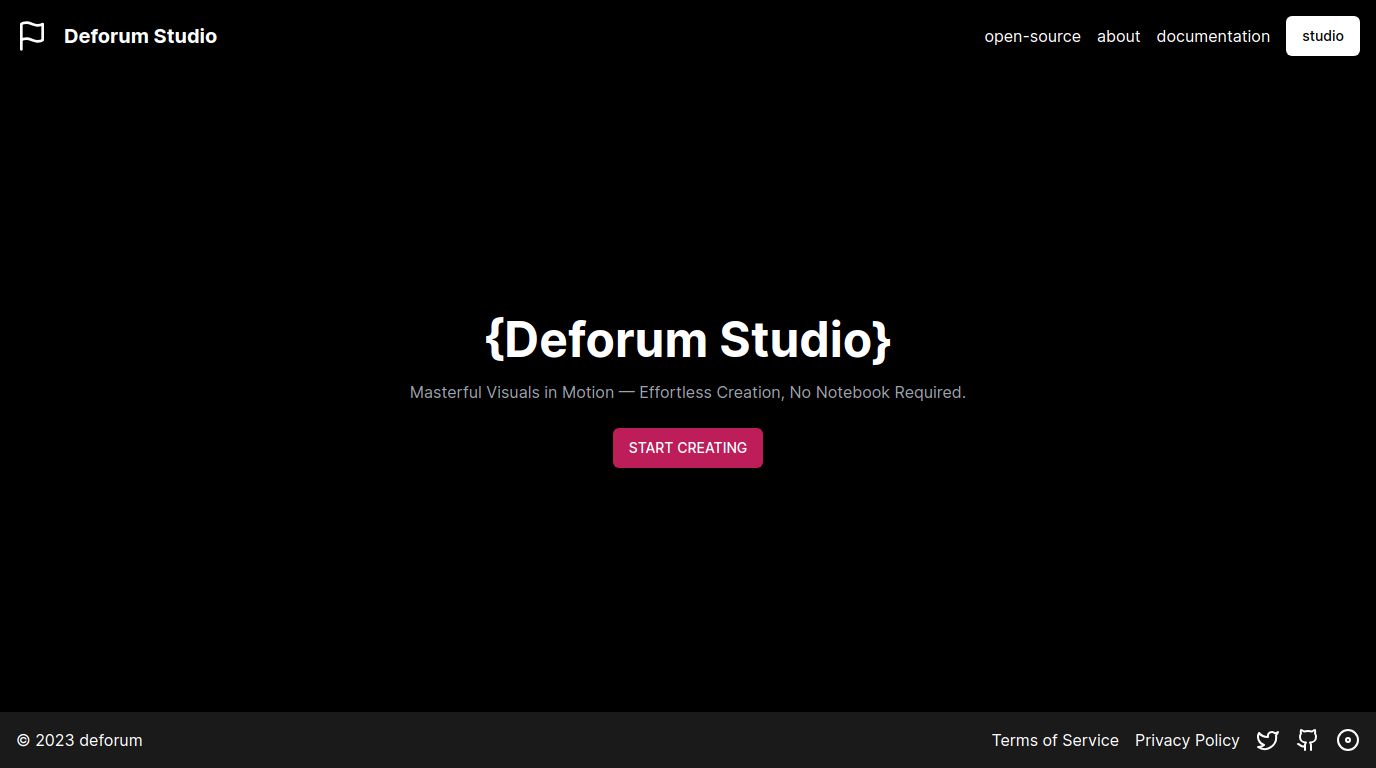 Deforum Studio
open-source about documentation studio
{Deforum Studio}
Masterful Visuals in Motion — Effortless Creation, No Notebook Required.
START CREATING
© 2023 deforum
Terms of Service Privacy Policy